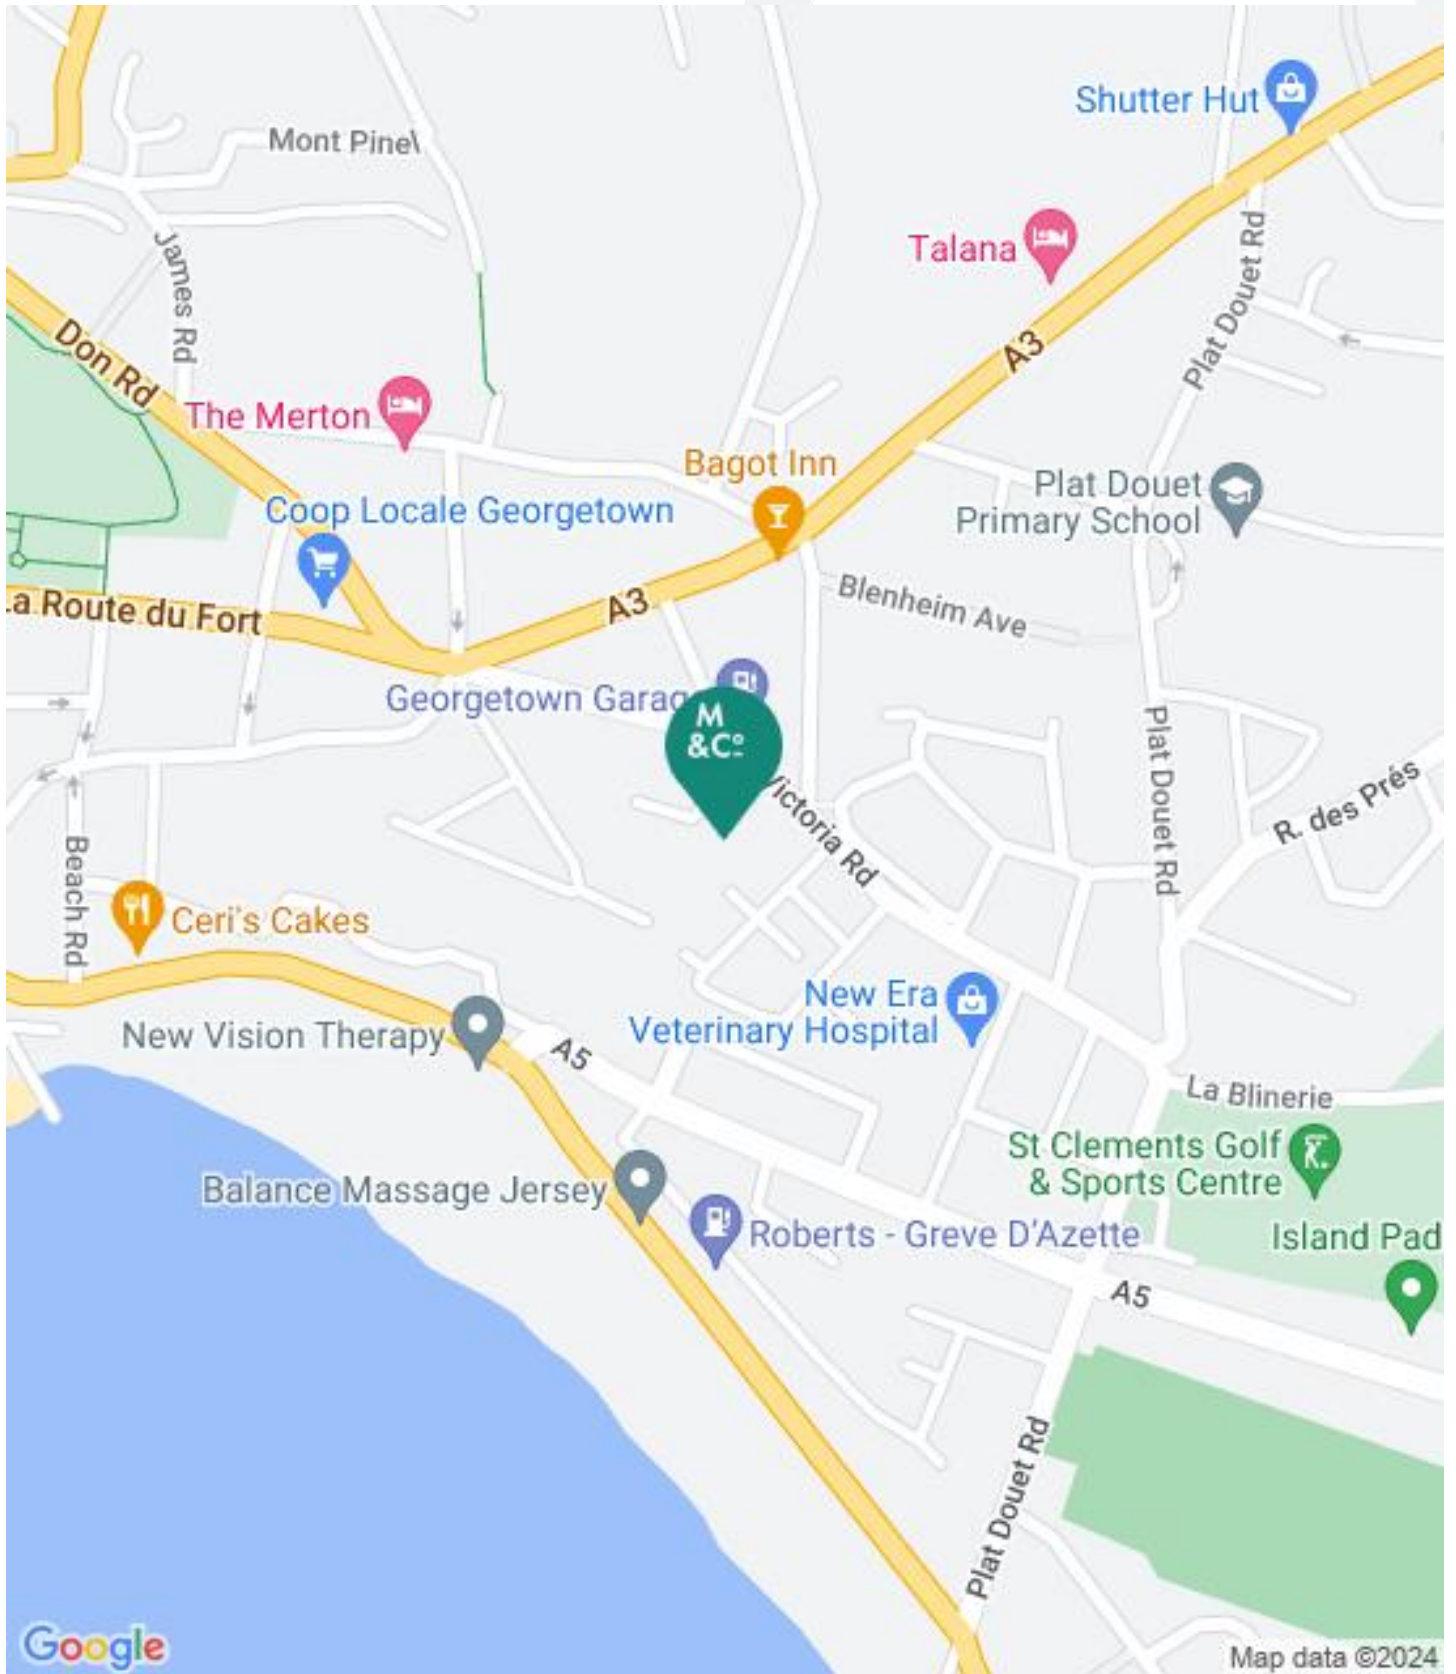 Shutter Hut
Mont Pinel
James Rd
Talana
Plat Douet Rd
Don Rd
A3
The Merton
Bagot Inn
Plat Douet
Primary School
Coop Locale Georgetown
La Route du Fort
A3
Blenheim Ave
Georgetown Garag
M
&Co
Plat Douet Rd
R. des Prés
Victoria Rd
Beach Rd
Ceri's Cakes
New Era
Veterinary Hospital
New Vision Therapy
A5
La Blinerie
St Clements Golf
& Sports Centre
Balance Massage Jersey
Roberts - Greve D'Azette
Island Pad
A5
Plat Douet Rd
Google
Map data ©2024